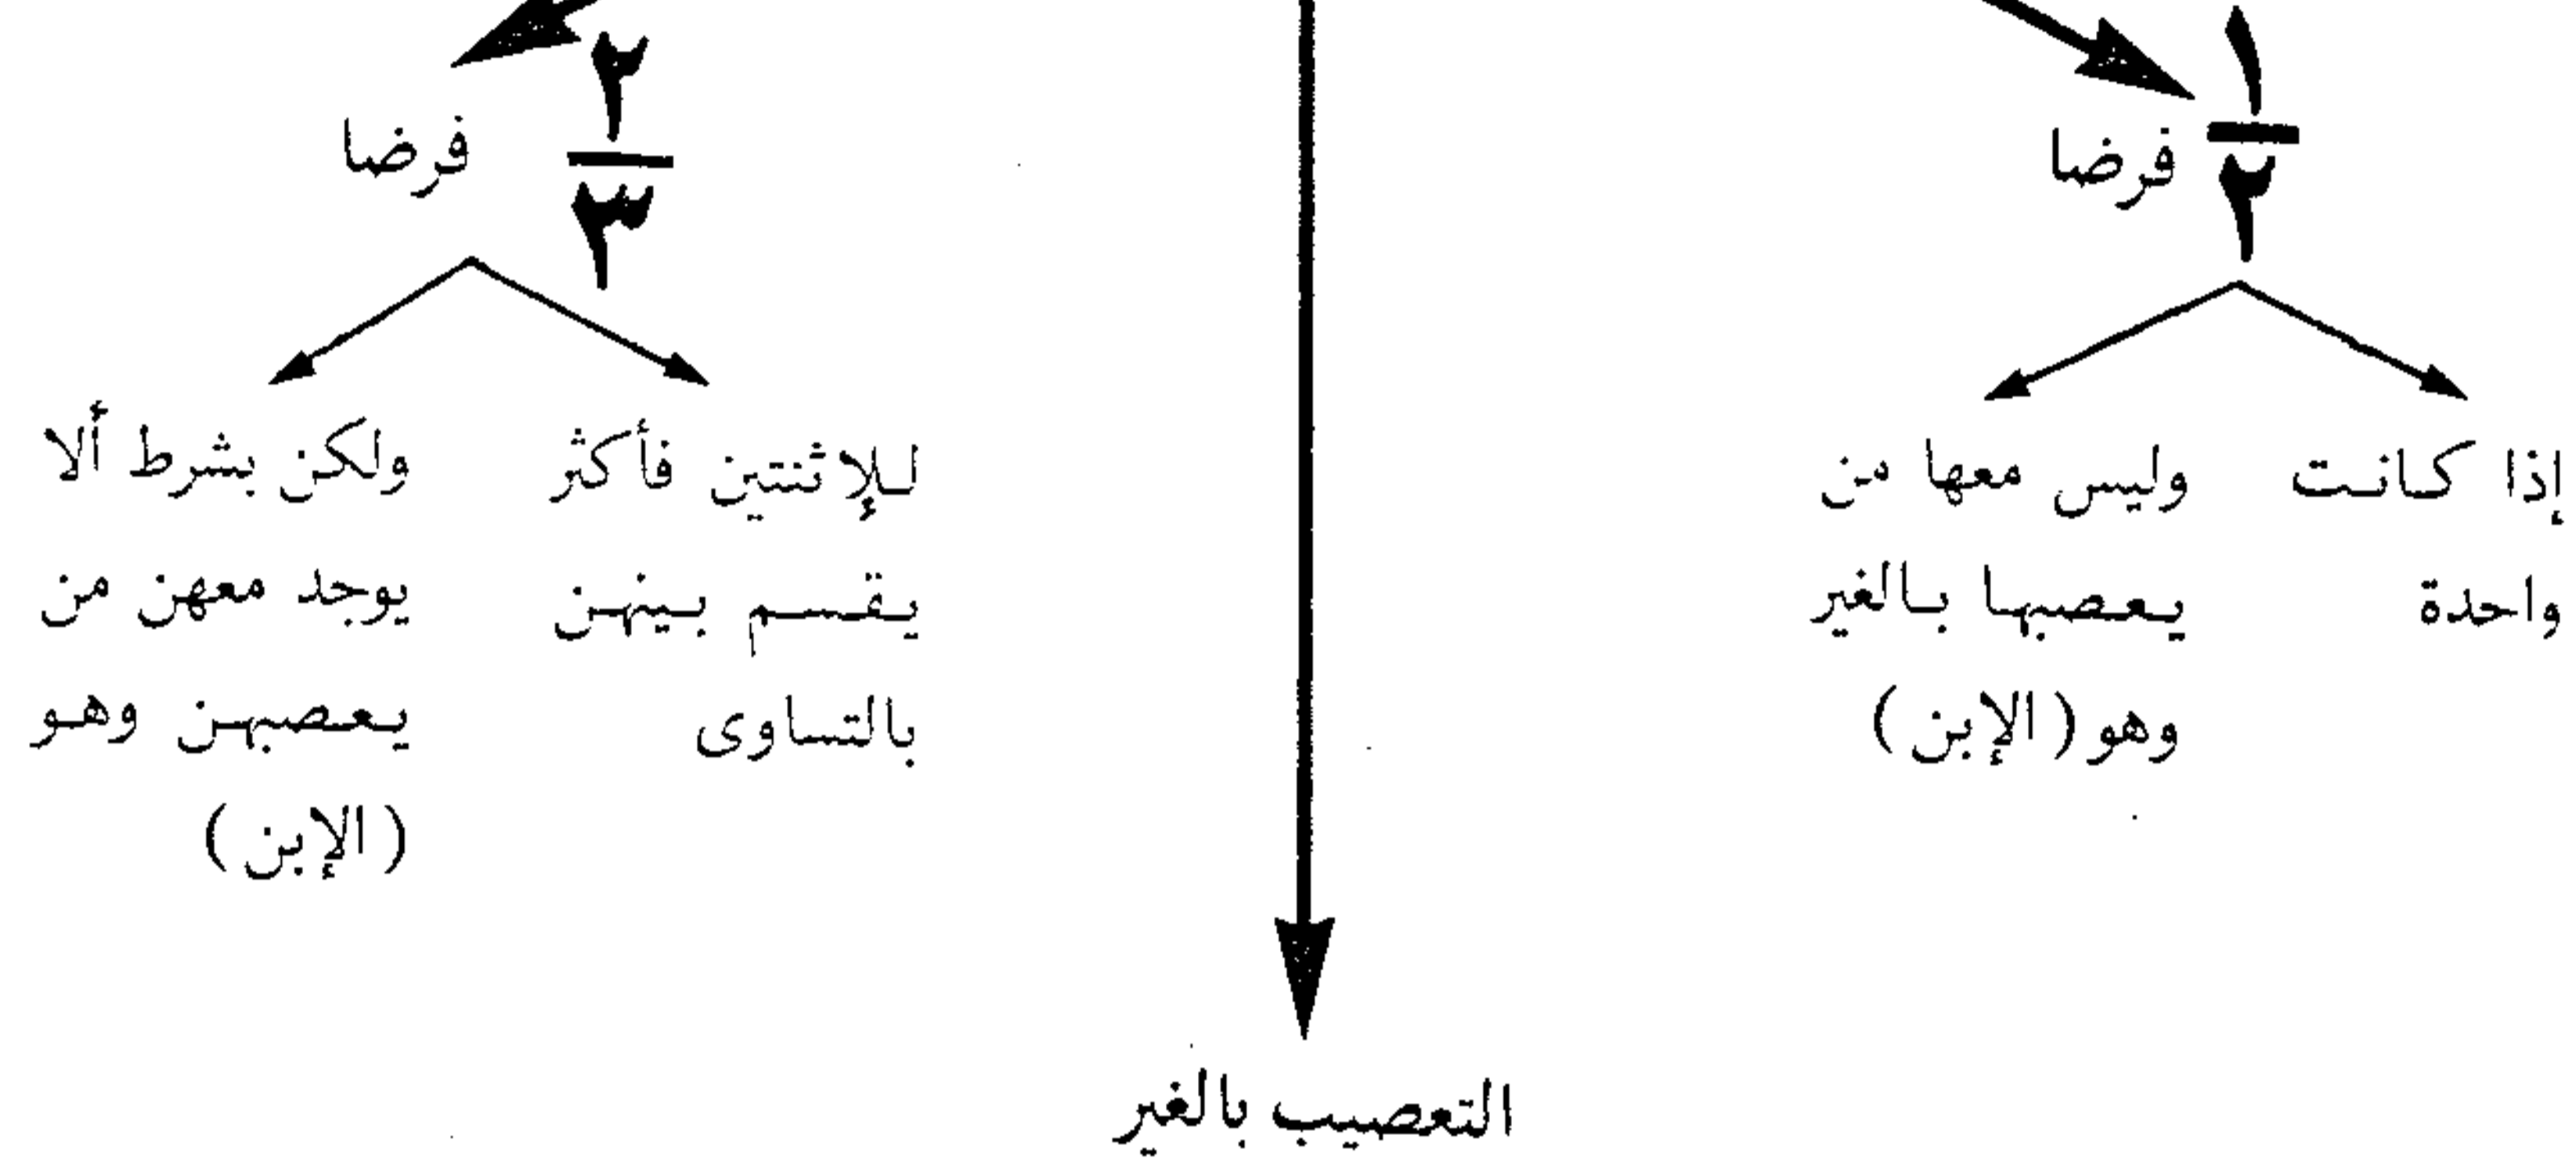 ١/٢ فرضا
إذا كانت
واحدة
وليس معها من
يعصبها بالغير
وهو (الإبن)
٢/٣ فرضا
للإثنتين فأكثر
يقسم بينهن
بالتساوى
ولكن بشرط ألا
يوجد معهن من
يعصبهن وهو
(الإبن)
التعصيب بالغير